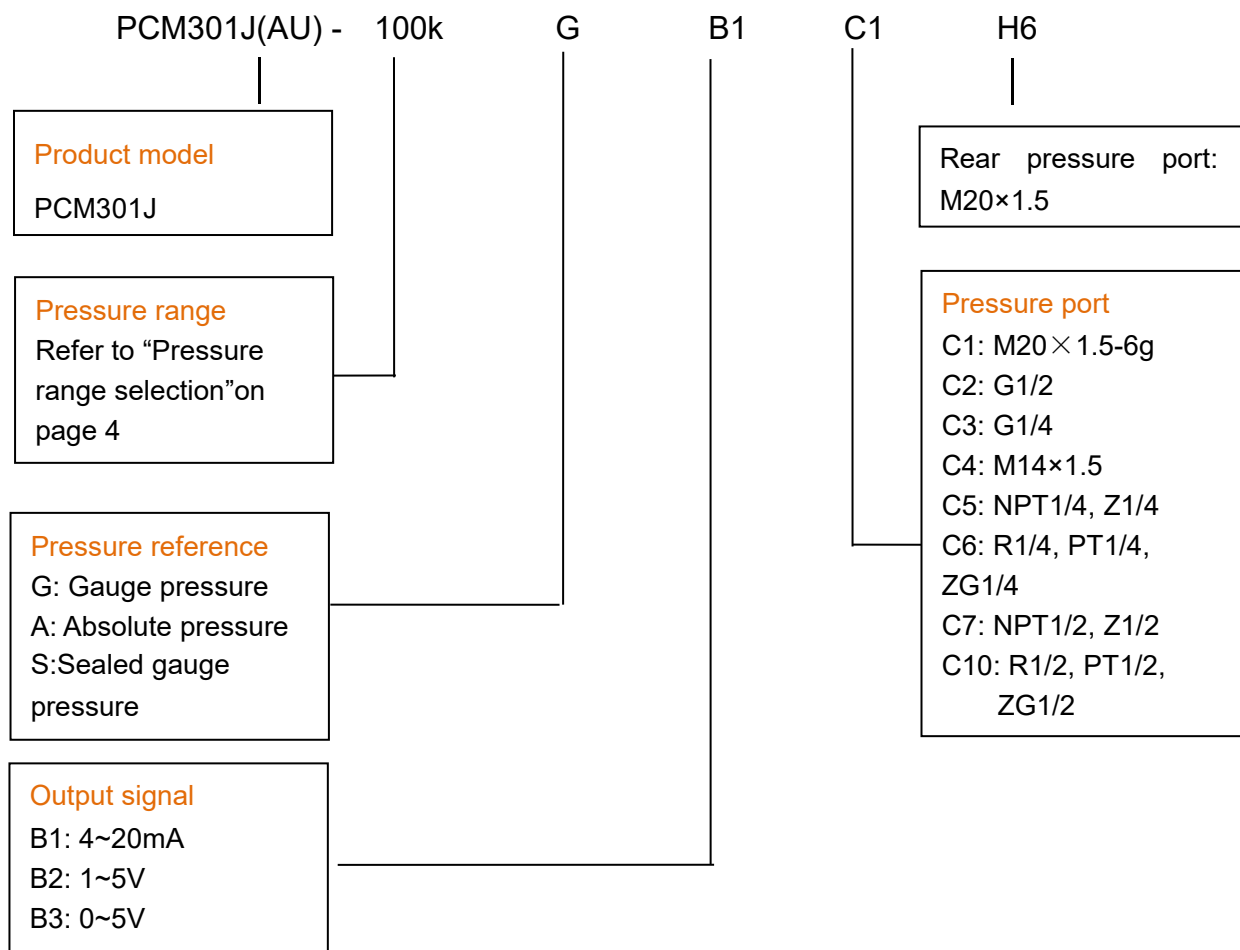 PCM301J(AU) - 100k G B1 C1 H6
Product model
PCM301J
Pressure range
Refer to “Pressure
range selection”on
page 4
Pressure reference
G: Gauge pressure
A: Absolute pressure
S:Sealed gauge
pressure
Output signal
B1: 4~20mA
B2: 1~5V
B3: 0~5V
Rear pressure port:
M20×1.5
Pressure port
C1: M20×1.5-6g
C2: G1/2
C3: G1/4
C4: M14×1.5
C5: NPT1/4, Z1/4
C6: R1/4, PT1/4,
ZG1/4
C7: NPT1/2, Z1/2
C10: R1/2, PT1/2,
ZG1/2